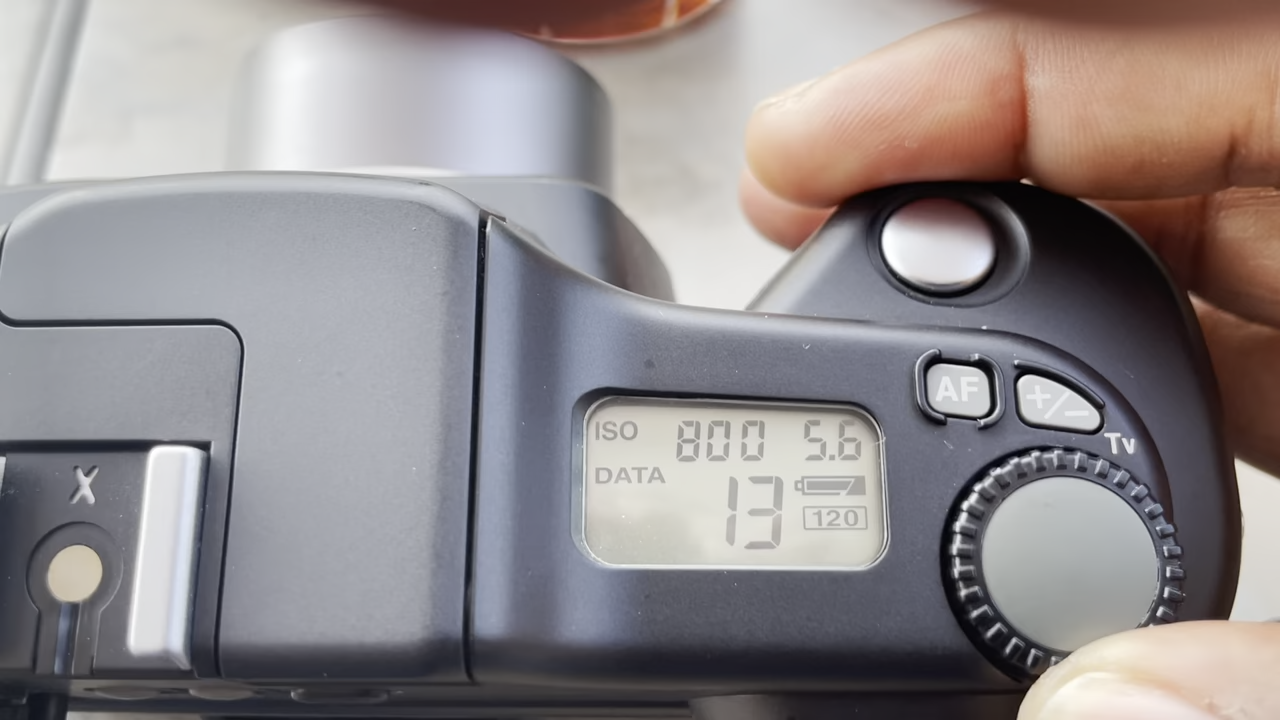 AF
+/−
Tv
ISO 800 5.6
DATA
13
120
X